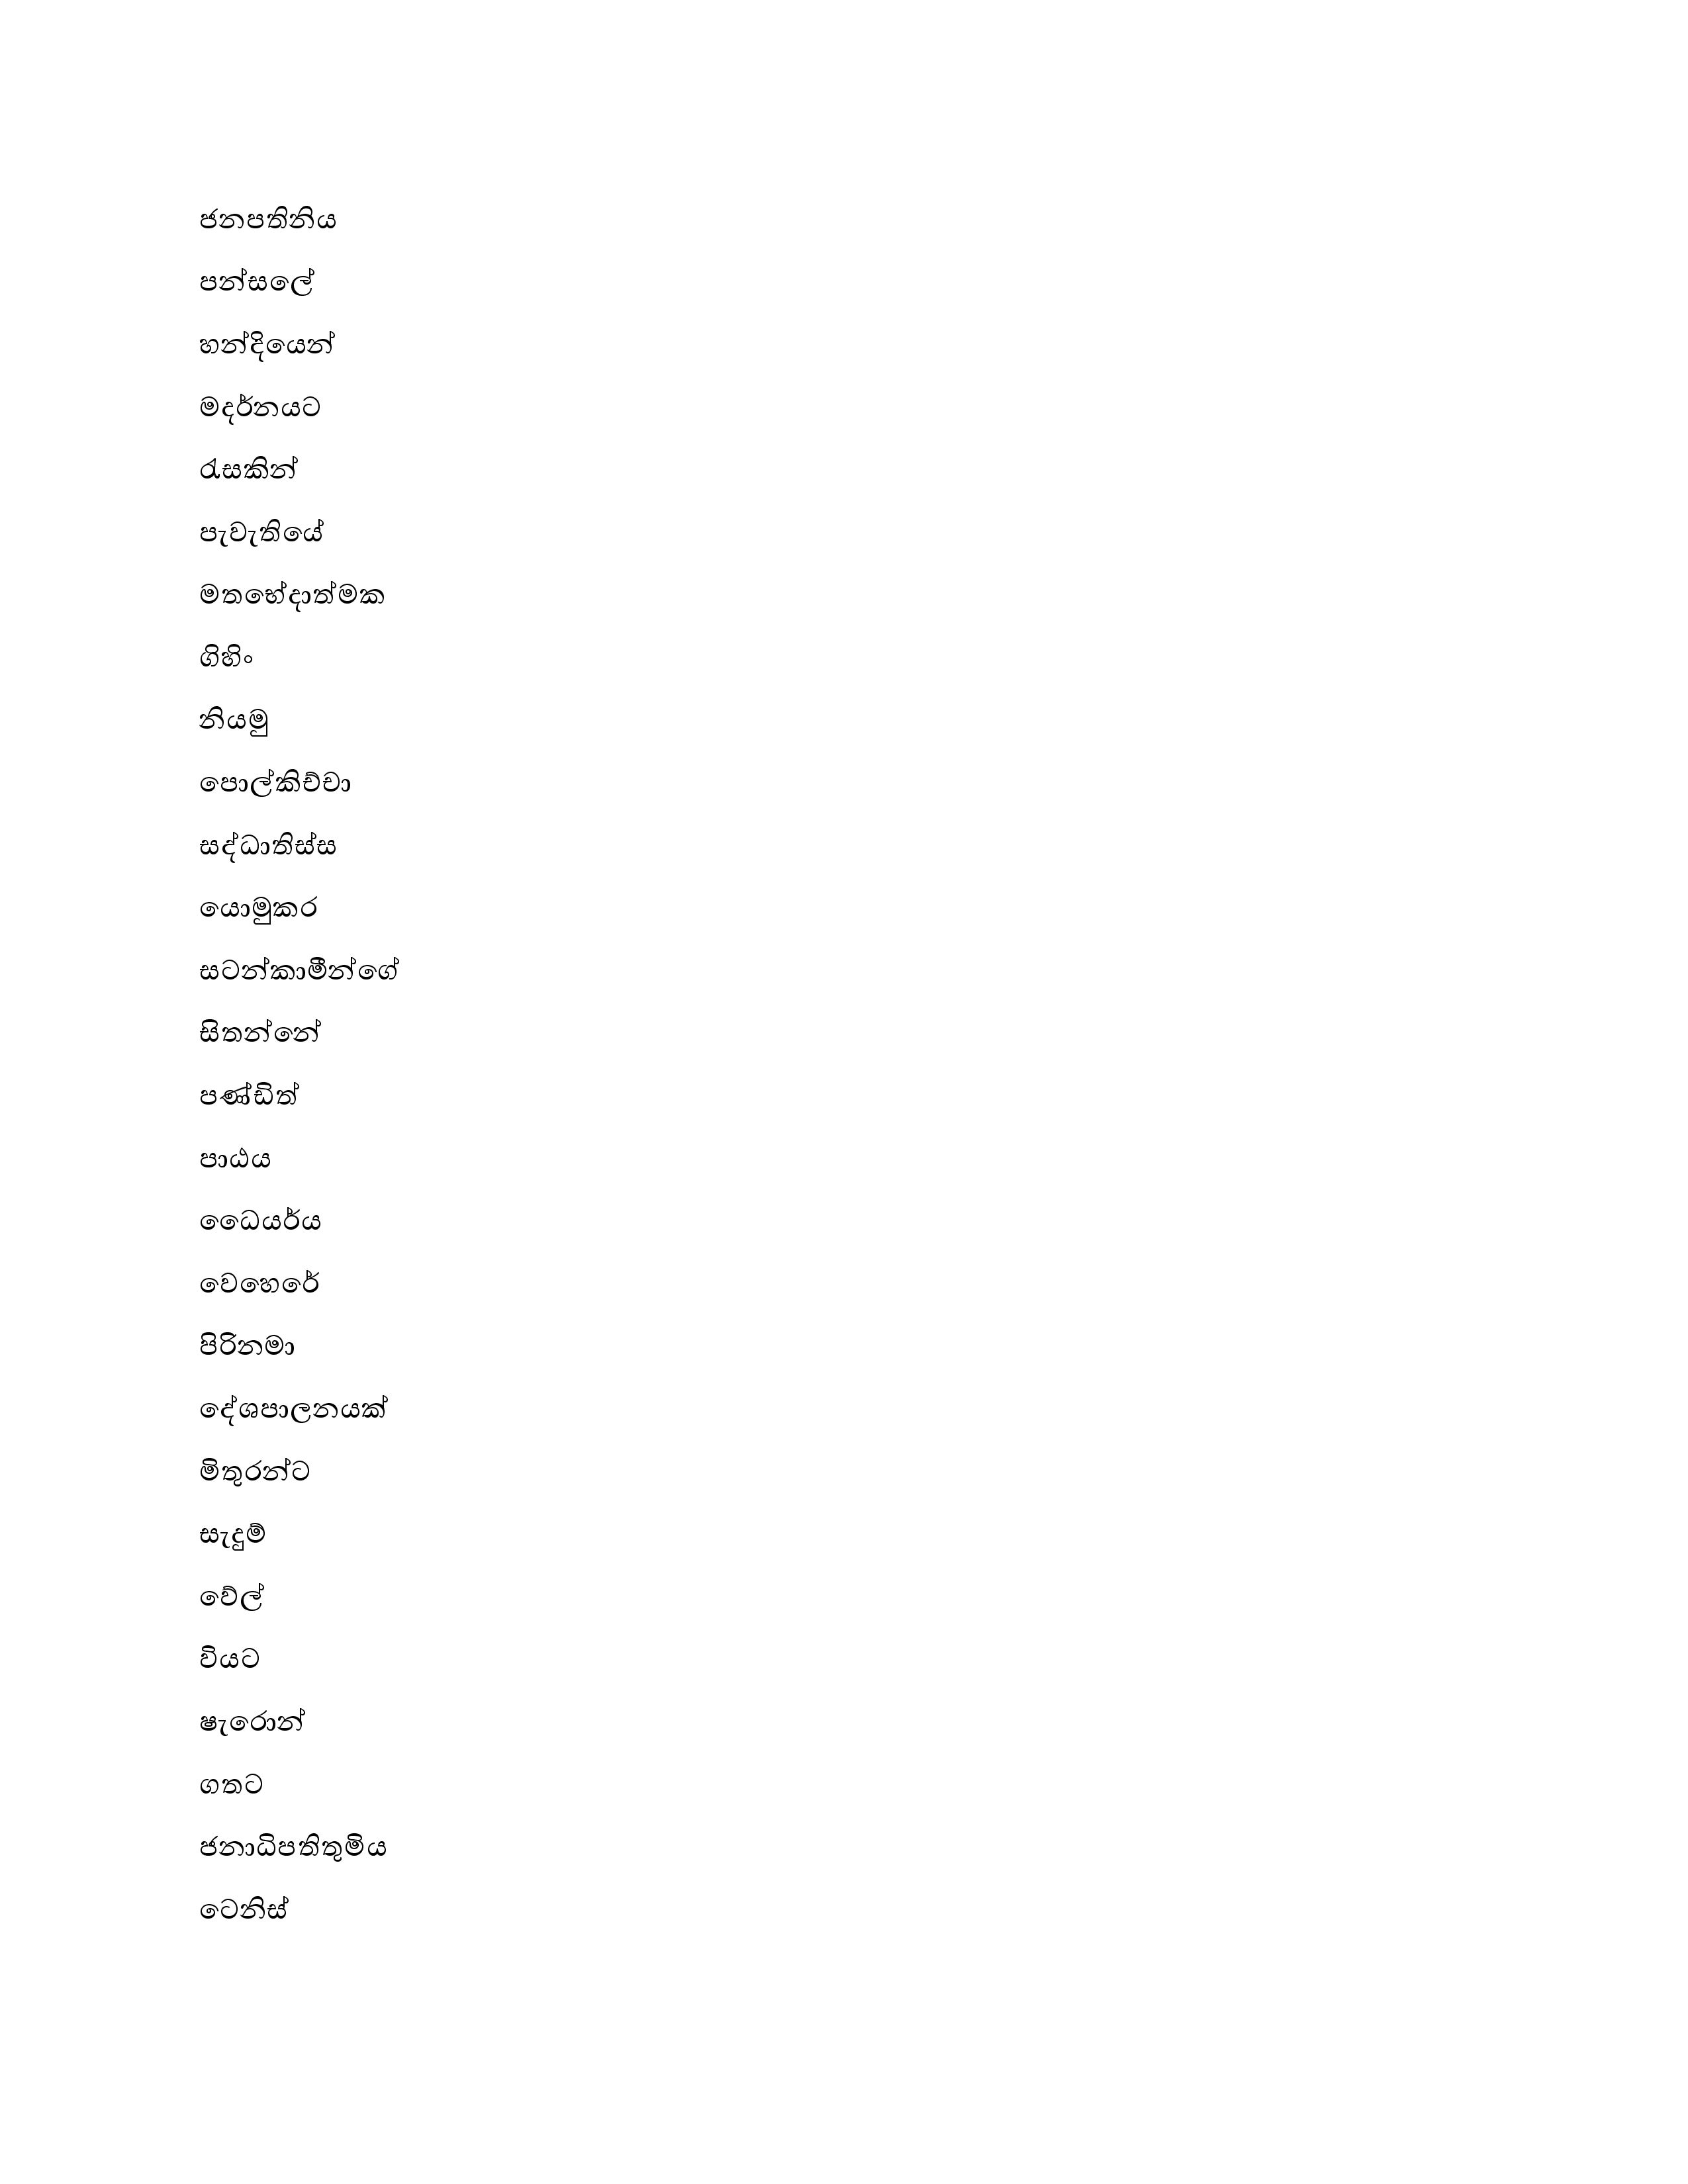 ජනපතිනිය
පන්සලේ
හන්දියෙන්
මදර්නයට
රැසකින්
පැවැතියේ
මතභේදාත්මක
ගිහිං
නියමු
පොල්කිච්චා
සද්ධාතිස්ස
යොමුකර
සටන්කාමීන්ගේ
සිතන්නේ
පණ්ඩිත්
පාඨය
ධෛයර්ය
වෙහෙරේ
පිරිනමා
දේශපාලනයක්
මිතුරන්ට
සැදුම්
වේල්
වියට
ෂැරොන්
ගතට
ජනාධිපතිතුමිය
ටෙනිස්